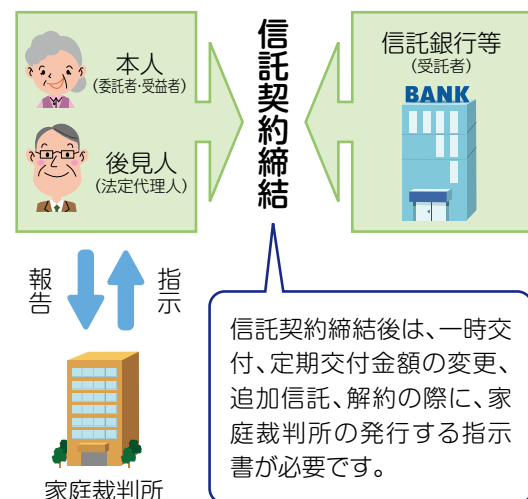 本人
(委託者・受益者)
後見人
(法定代理人)
信託契約締結
信託銀行等
(受託者)
BANK
報告
指示
家庭裁判所
信託契約締結後は、一時交
付、定期交付金額の変更、
追加信託、解約の際に、家
庭裁判所の発行する指示
書が必要です。